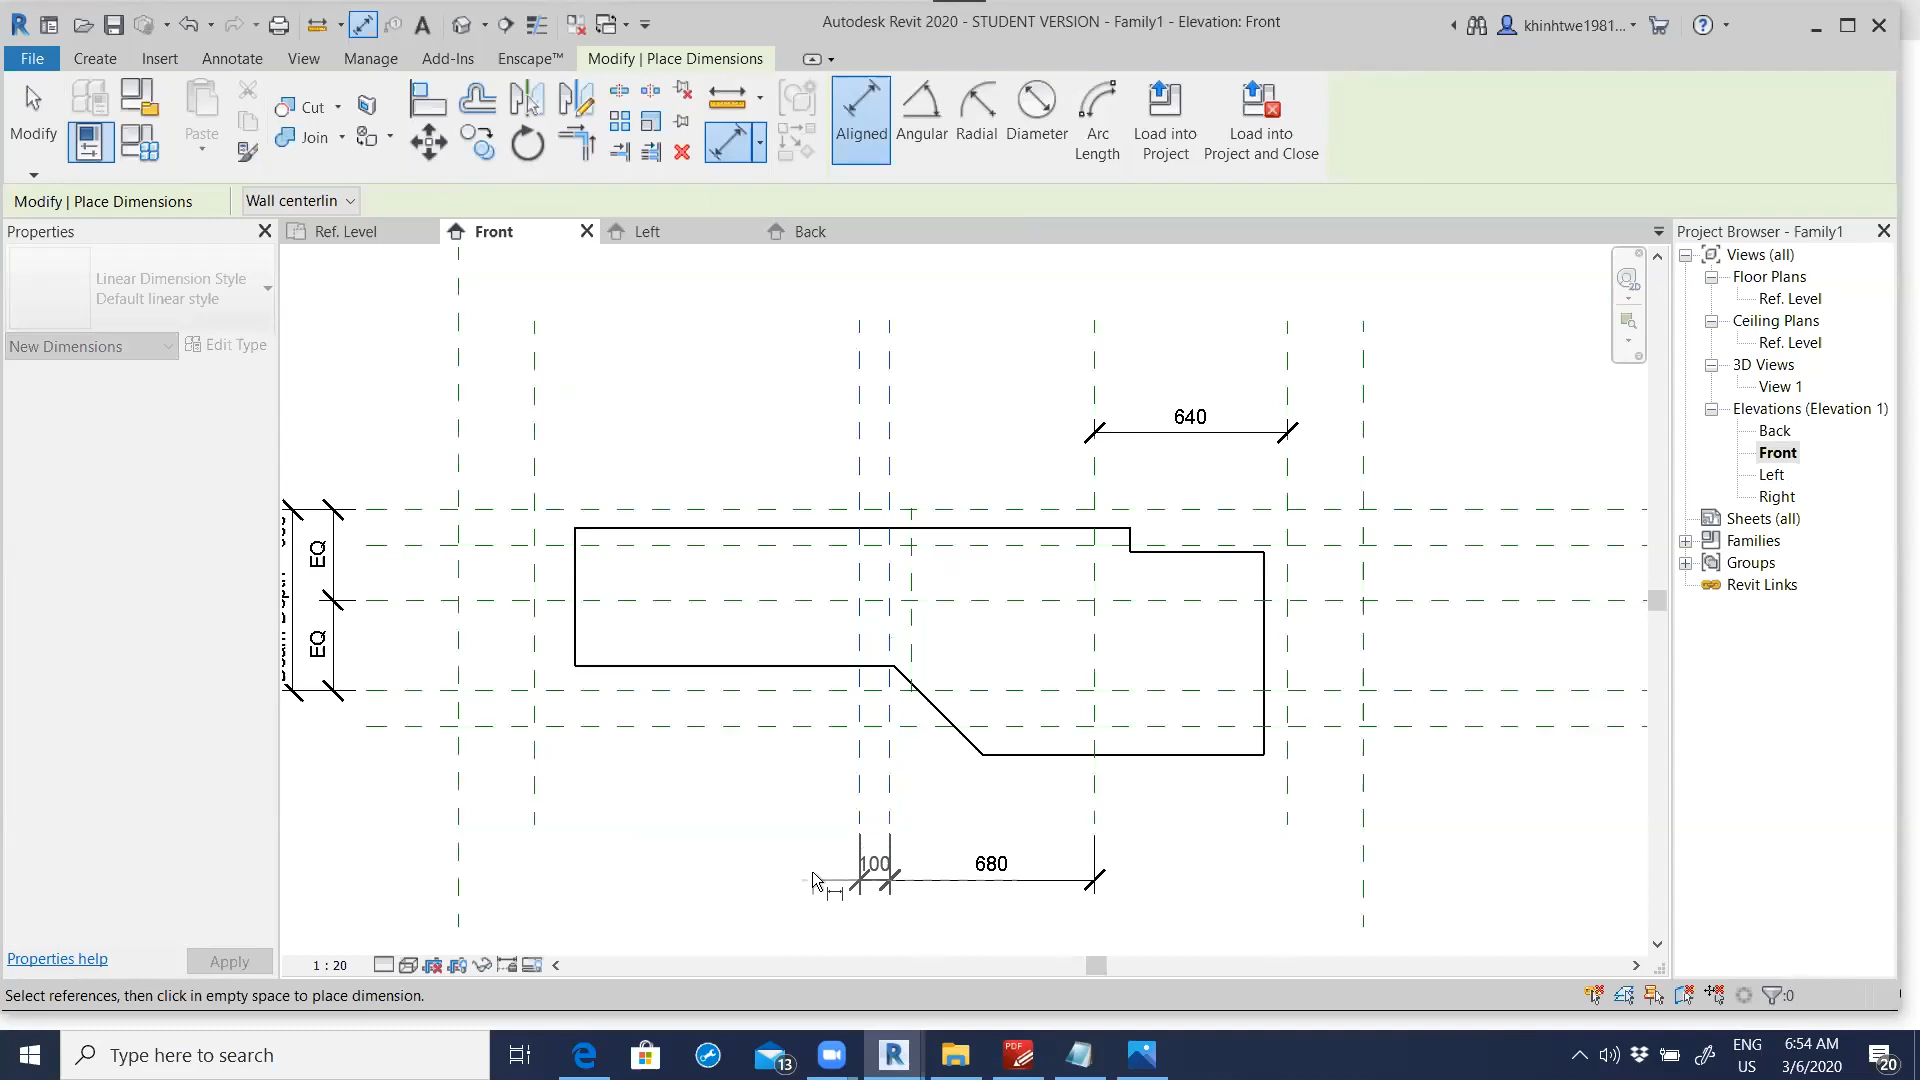 Autodesk Revit 2020 - STUDENT VERSION - Family1 - Elevation: Front
khinhtwe1981...
File Create Insert Annotate View Manage Add-Ins Enscape™ Modify | Place Dimensions
Modify
Paste
Cut
Join
Aligned
Angular
Radial
Diameter
Arc
Length
Load into
Project
Load into
Project and Close
Modify | Place Dimensions
Wall centerlin
Properties
Linear Dimension Style
Default linear style
New Dimensions
Edit Type
Properties help
Apply
Ref. Level
Front
Left
Back
2D
640
EQ
EQ
100
680
1 : 20
Project Browser - Family1
Views (all)
Floor Plans
Ref. Level
Ceiling Plans
Ref. Level
3D Views
View 1
Elevations (Elevation 1)
Back
Front
Left
Right
Sheets (all)
Families
Groups
Revit Links
Select references, then click in empty space to place dimension.
:0
Type here to search
13
PDF
ENG
US
6:54 AM
3/6/2020
20